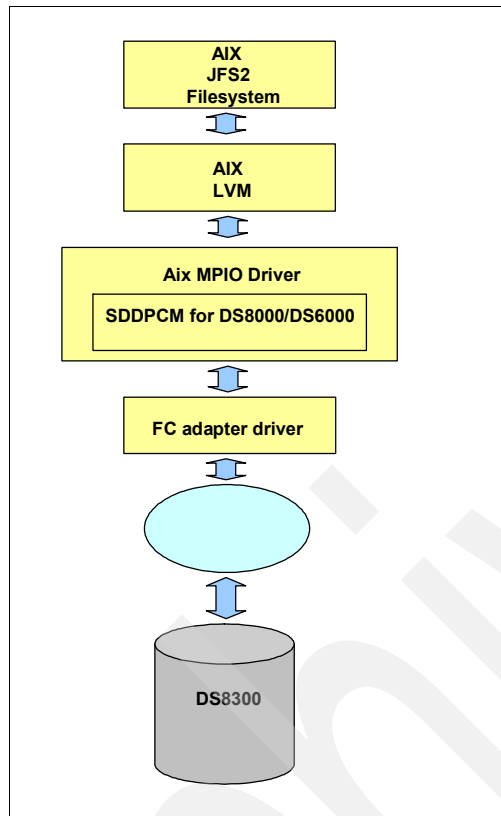 AIX
JFS2
Filesystem
AIX
LVM
Aix MPIO Driver
SDDPCM for DS8000/DS6000
FC adapter driver
DS8300